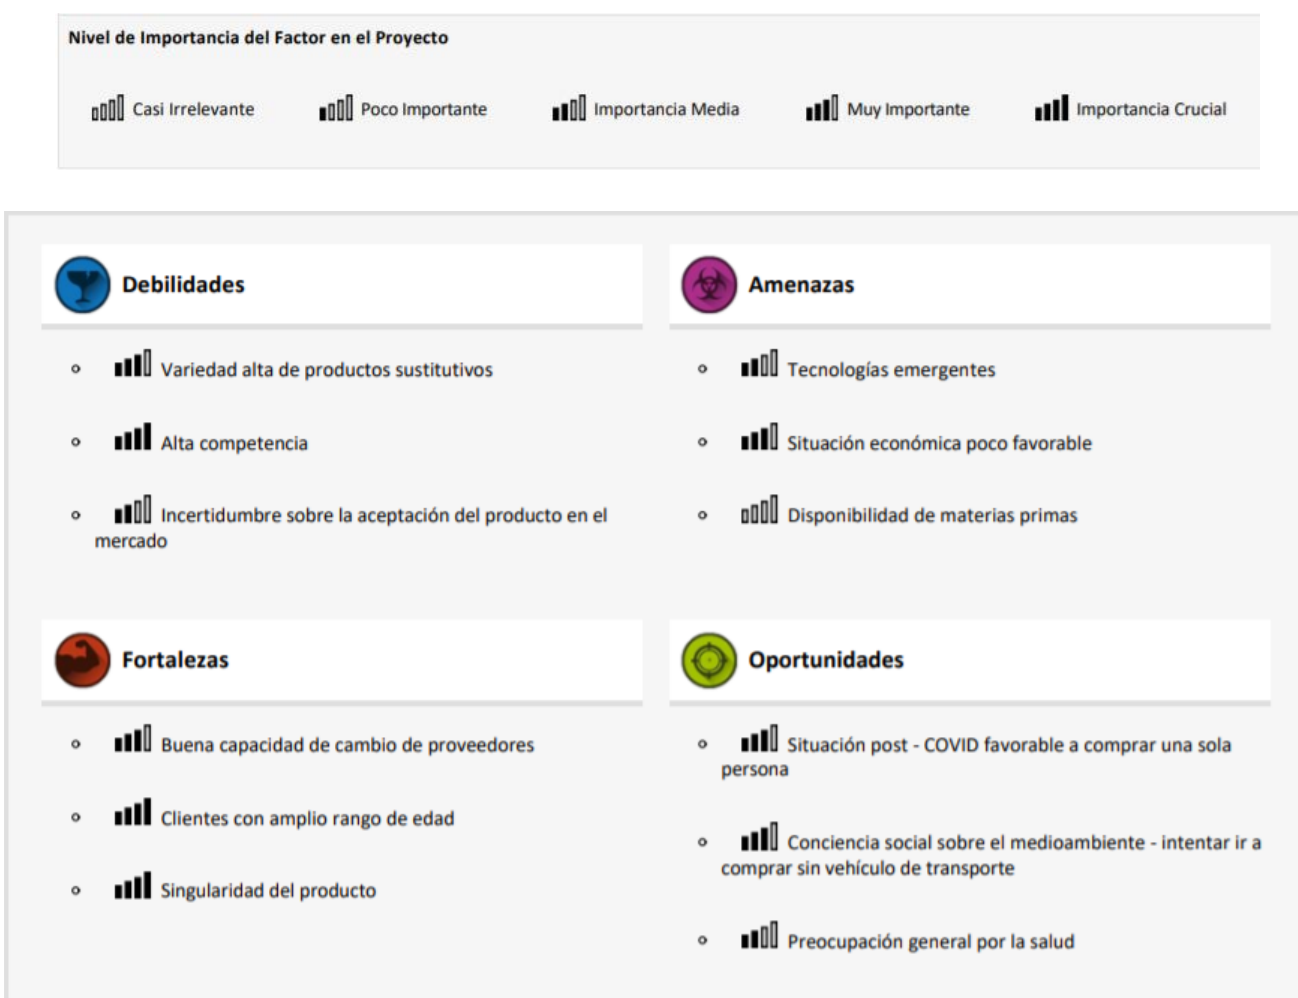 Nivel de Importancia del Factor en el Proyecto
Casi Irrelevante
Poco Importante
Importancia Media
Muy Importante
Importancia Crucial
Debilidades
Variedad alta de productos sustitutivos
Alta competencia
Incertidumbre sobre la aceptación del producto en el
mercado
Amenazas
Tecnologías emergentes
Situación económica poco favorable
Disponibilidad de materias primas
Fortalezas
Buena capacidad de cambio de proveedores
Clientes con amplio rango de edad
Singularidad del producto
Oportunidades
Situación post - COVID favorable a comprar una sola
persona
Conciencia social sobre el medioambiente - intentar ir a
comprar sin vehículo de transporte
Preocupación general por la salud